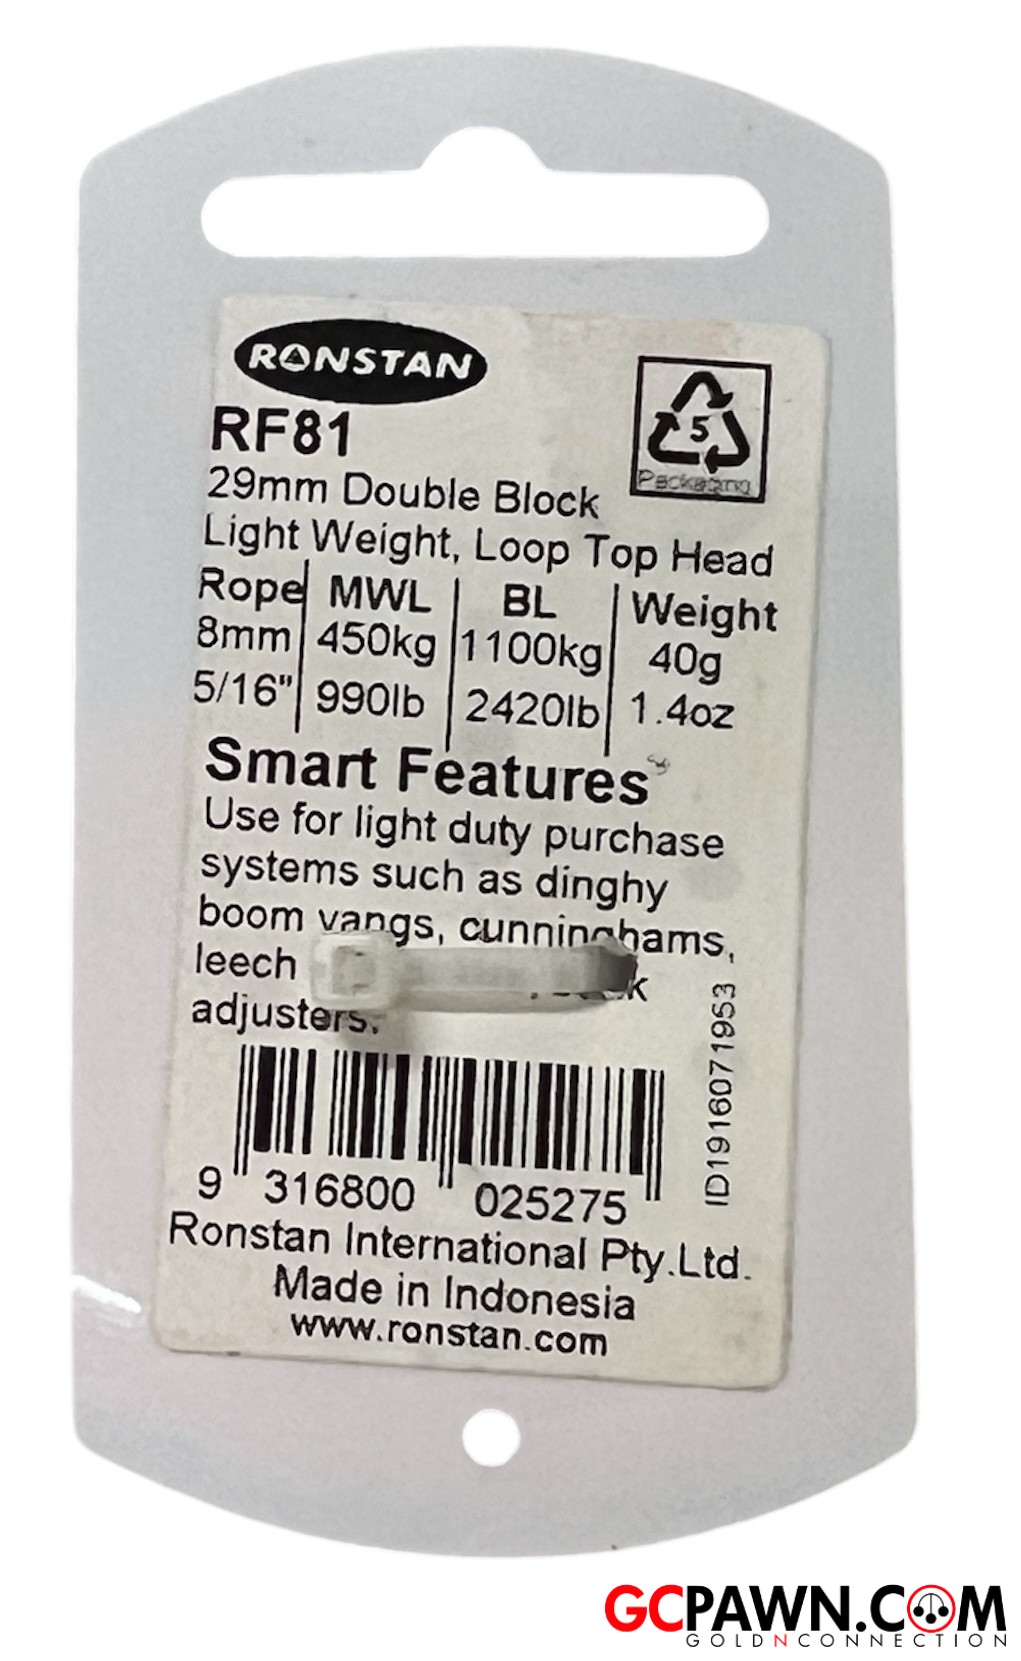 RONSTAN
RF81
5
Packaging
29mm Double Block
Light Weight, Loop Top Head
Rope MWL BL Weight
8mm 450kg 1100kg 40g
5/16" 990lb 2420lb 1.4oz
Smart Features
Use for light duty purchase
systems such as dinghy
boom vangs, cunninghams,
leech
adjusters.
ID19160719S3
9 316800 025275
Ronstan International Pty.Ltd.
Made in Indonesia
www.ronstan.com
GCPAWN.COM
GOLDNCONNECTION